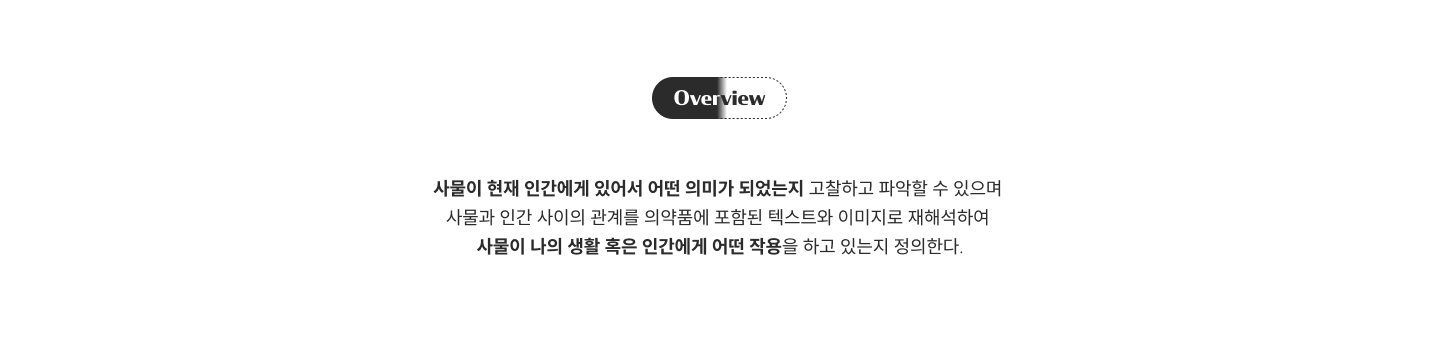 Overview
사물이 현재 인간에게 있어서 어떤 의미가 되었는지 고찰하고 파악할 수 있으며
사물과 인간 사이의 관계를 의약품에 포함된 텍스트와 이미지로 재해석하여
사물이 나의 생활 혹은 인간에게 어떤 작용을 하고 있는지 정의한다.